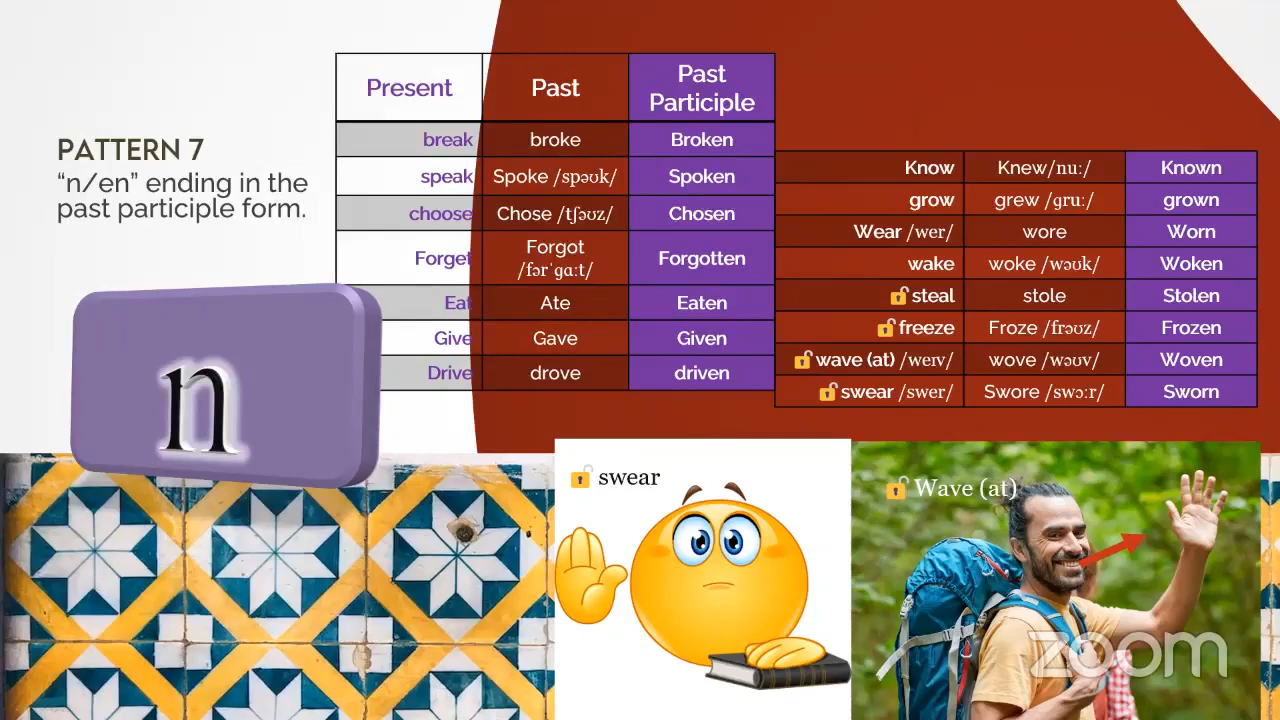 PATTERN 7
“n/en” ending in the
past participle form.
Present Past Past Participle
break broke Broken
speak Spoke /spəʊk/ Spoken
choose Chose /tʃəʊz/ Chosen
Forget Forgot /fərˈɡɑːt/ Forgotten
Eat Ate Eaten
Give Gave Given
Drive drove driven
Know Knew/nuː/ Known
grow grew /ɡruː/ grown
Wear /wer/ wore Worn
wake woke /wəʊk/ Woken
steal stole Stolen
freeze Froze /frəʊz/ Frozen
wave (at) /weɪv/ wove /wəʊv/ Woven
swear /swer/ Swore /swɔːr/ Sworn
n
swear
Wave (at)
zoom